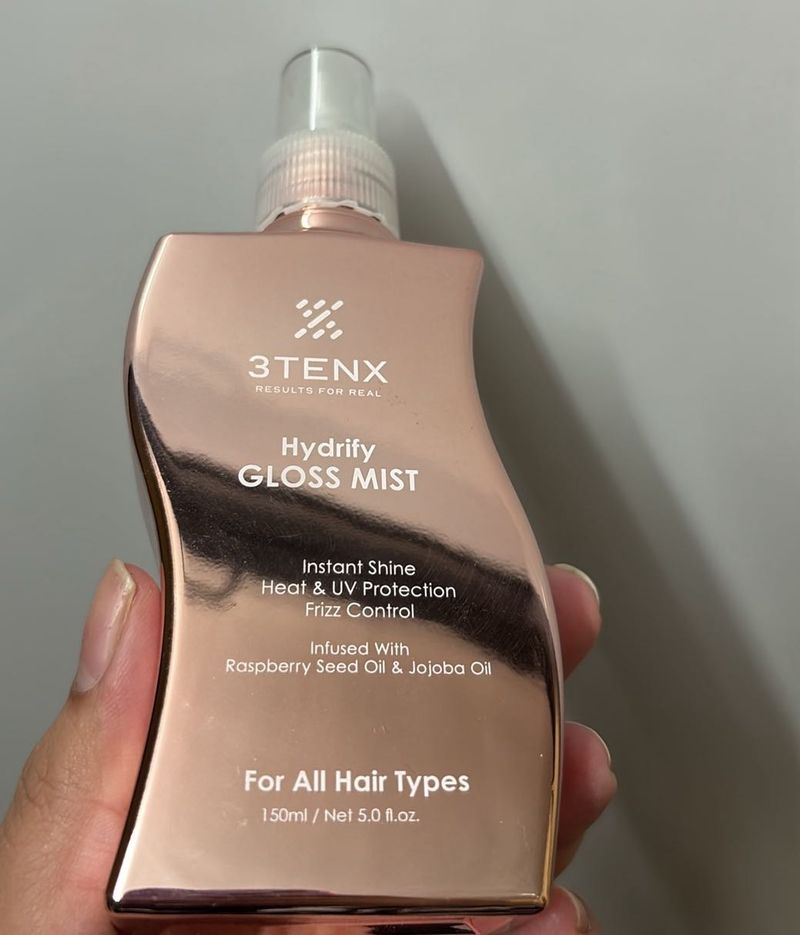 3TENX
RESULTS FOR REAL
Hydrify
GLOSS MIST
Instant Shine
Heat & UV Protection
Frizz Control
Infused With
Raspberry Seed Oil & Jojoba Oil
For All Hair Types
150ml / Net 5.0 fl.oz.